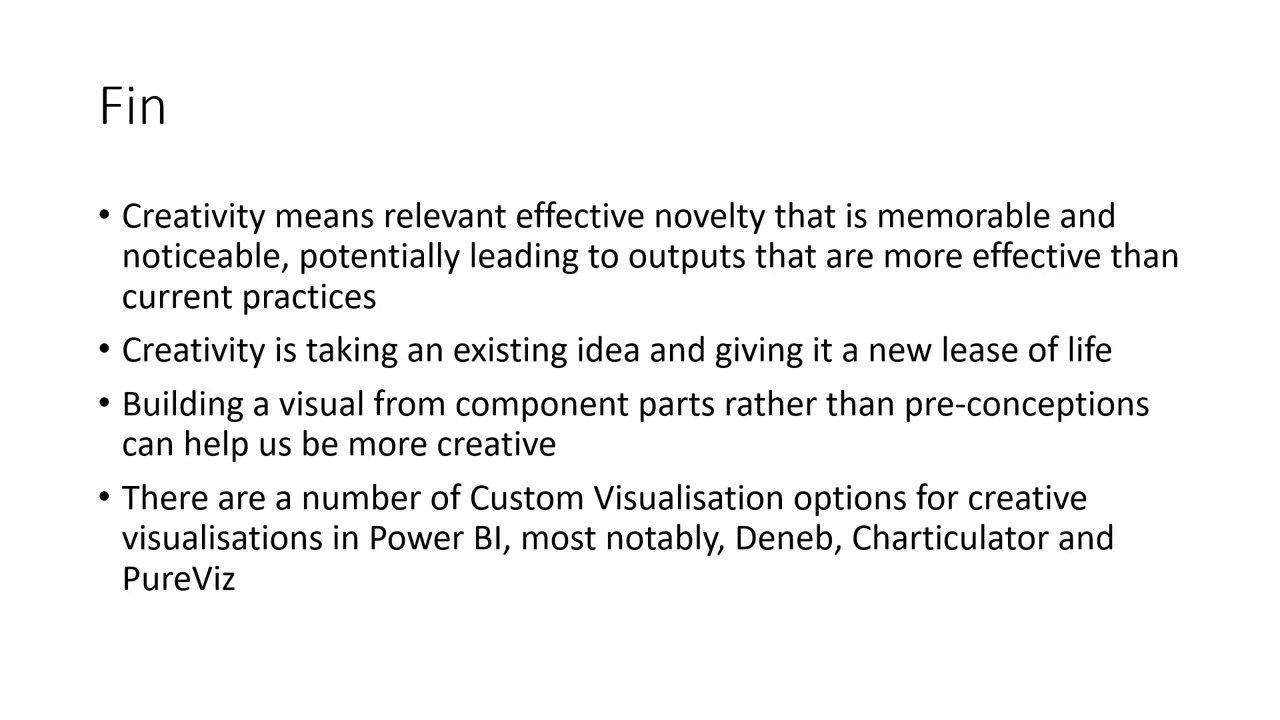 Fin
• Creativity means relevant effective novelty that is memorable and
noticeable, potentially leading to outputs that are more effective than
current practices
• Creativity is taking an existing idea and giving it a new lease of life
• Building a visual from component parts rather than pre-conceptions
can help us be more creative
• There are a number of Custom Visualisation options for creative
visualisations in Power BI, most notably, Deneb, Charticulator and
PureViz